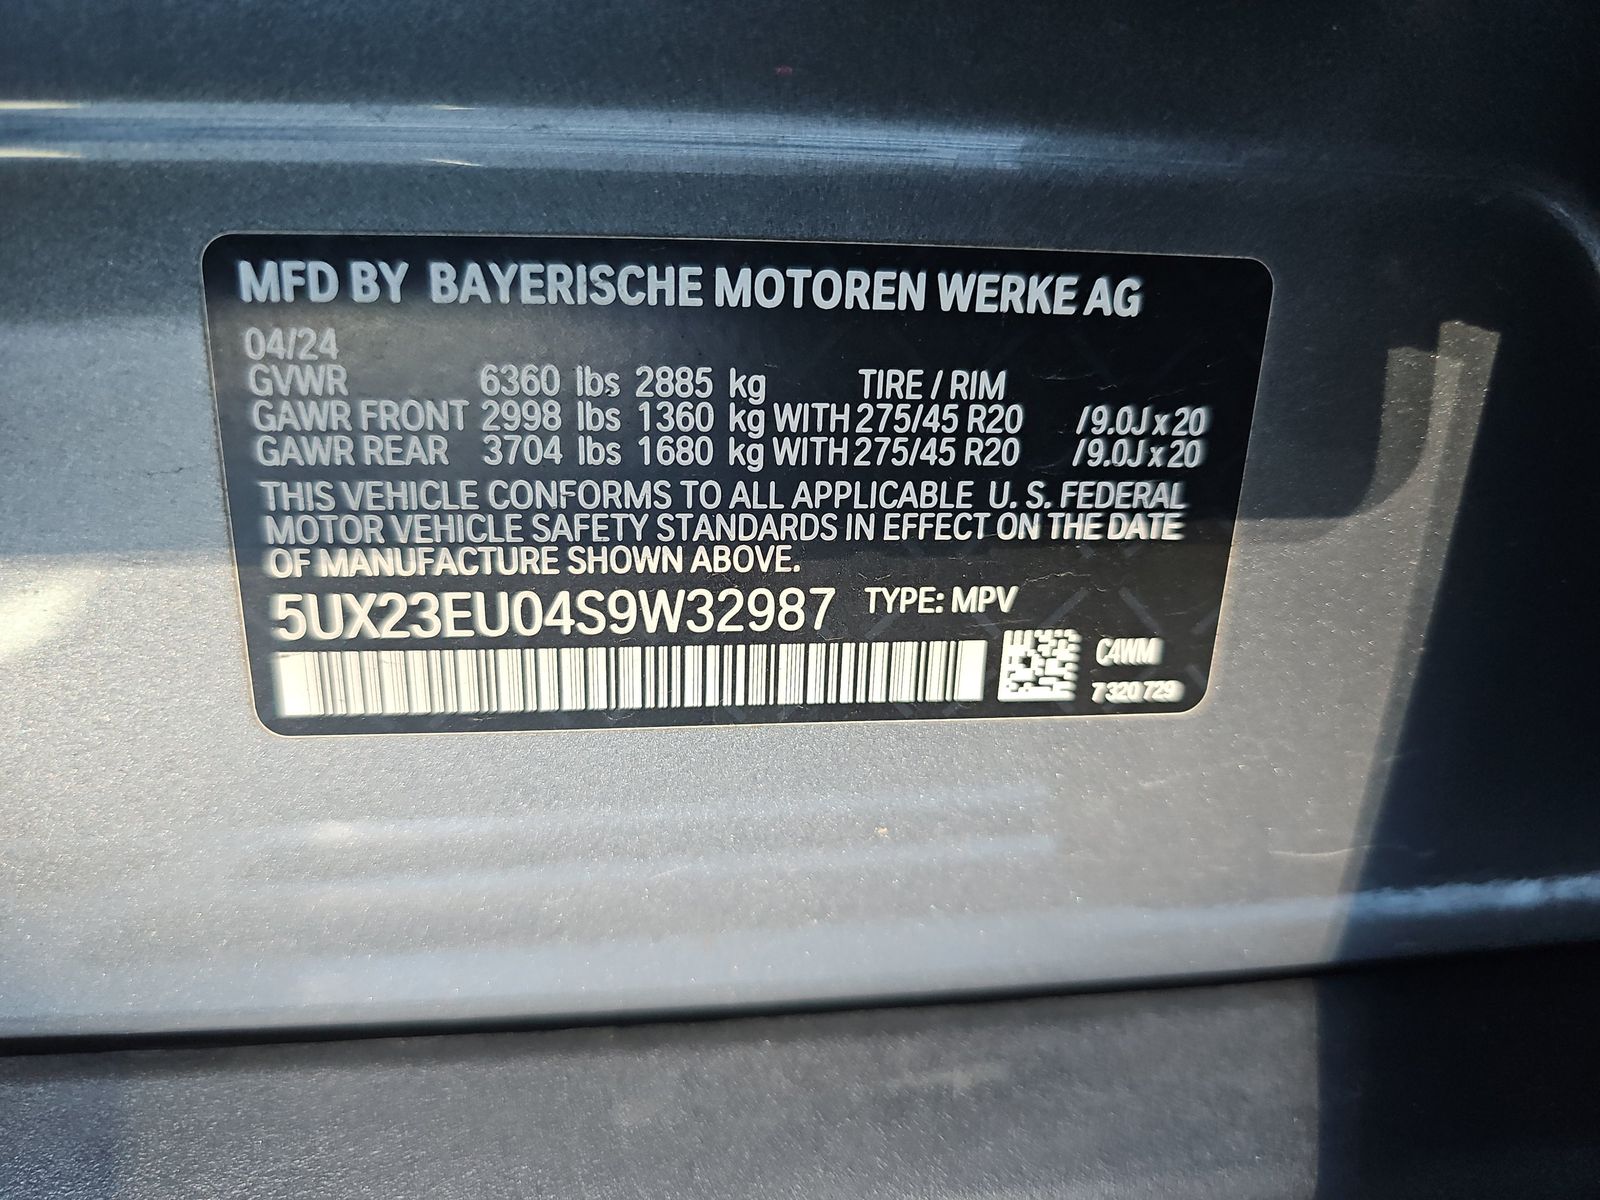 MFD BY BAYERISCHE MOTOREN WERKE AG
04/24
GVWR 6360 lbs 2885 kg TIRE / RIM
GAWR FRONT 2998 lbs 1360 kg WITH 275/45 R20 /9.0J x 20
GAWR REAR 3704 lbs 1680 kg WITH 275/45 R20 /9.0J x 20
THIS VEHICLE CONFORMS TO ALL APPLICABLE U. S. FEDERAL
MOTOR VEHICLE SAFETY STANDARDS IN EFFECT ON THE DATE
OF MANUFACTURE SHOWN ABOVE.
5UX23EU04S9W32987 TYPE: MPV
C4WM
7 320 729